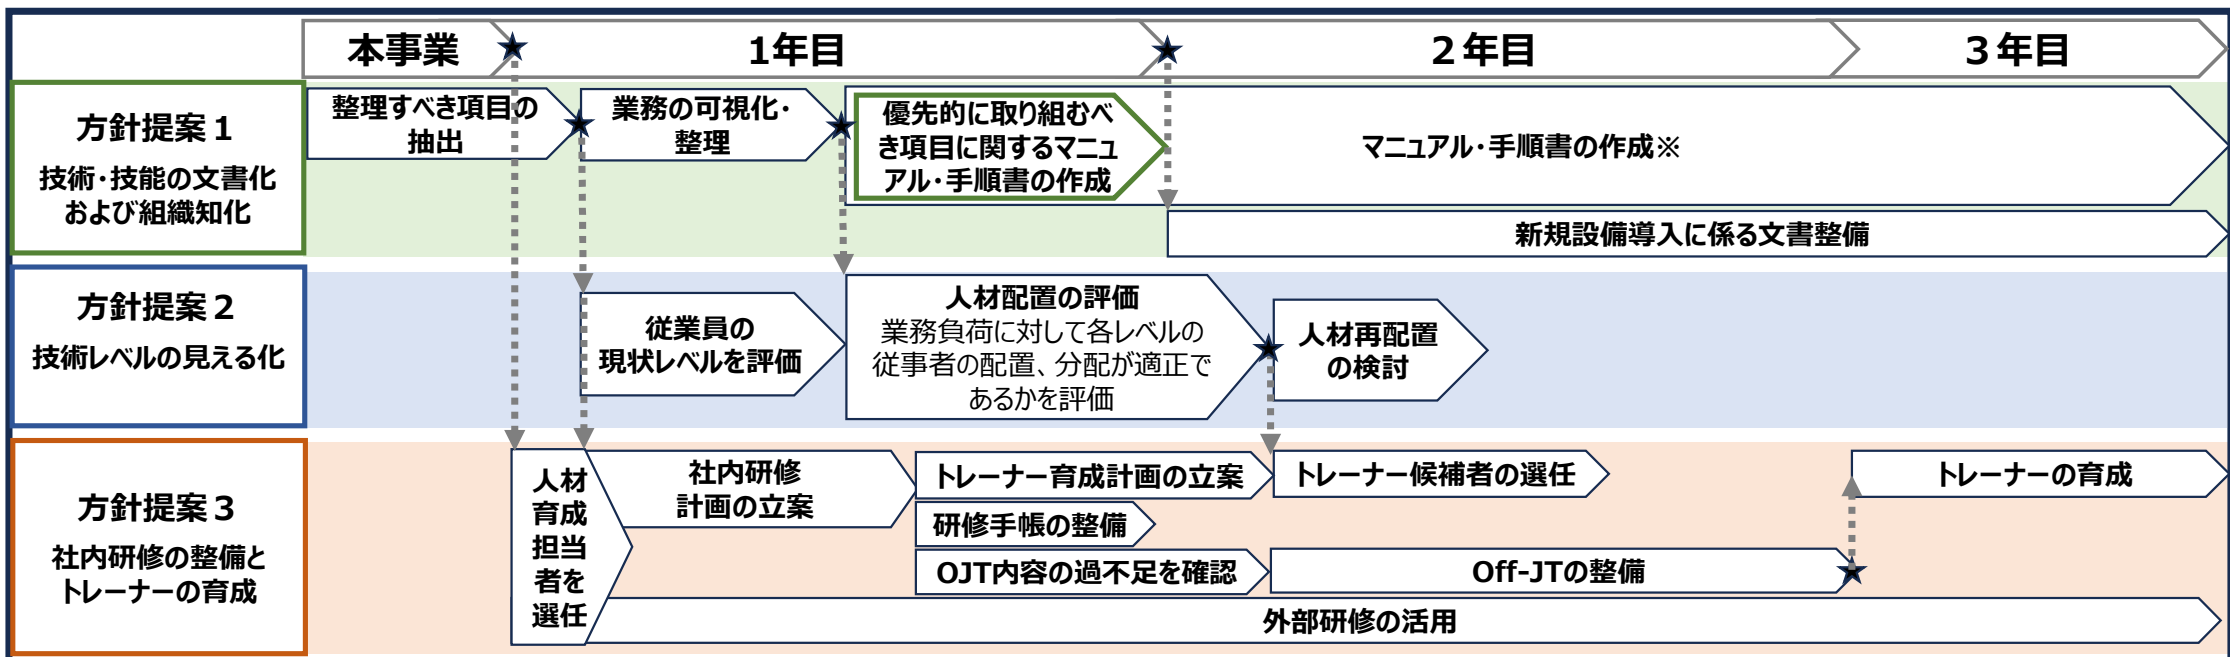 本事業
1年目
２年目
３年目
方針提案１
技術・技能の文書化
および組織知化
整理すべき項目の
抽出
業務の可視化・
整理
優先的に取り組むべ
き項目に関するマニュ
アル・手順書の作成
マニュアル・手順書の作成※
新規設備導入に係る文書整備
方針提案２
技術レベルの見える化
従業員の
現状レベルを評価
人材配置の評価
業務負荷に対して各レベルの
従事者の配置、分配が適正で
あるかを評価
人材再配置
の検討
方針提案３
社内研修の整備と
トレーナーの育成
人材
育成
担当
者を
選任
社内研修
計画の立案
トレーナー育成計画の立案
トレーナー候補者の選任
トレーナーの育成
研修手帳の整備
OJT内容の過不足を確認
Off-JTの整備
外部研修の活用